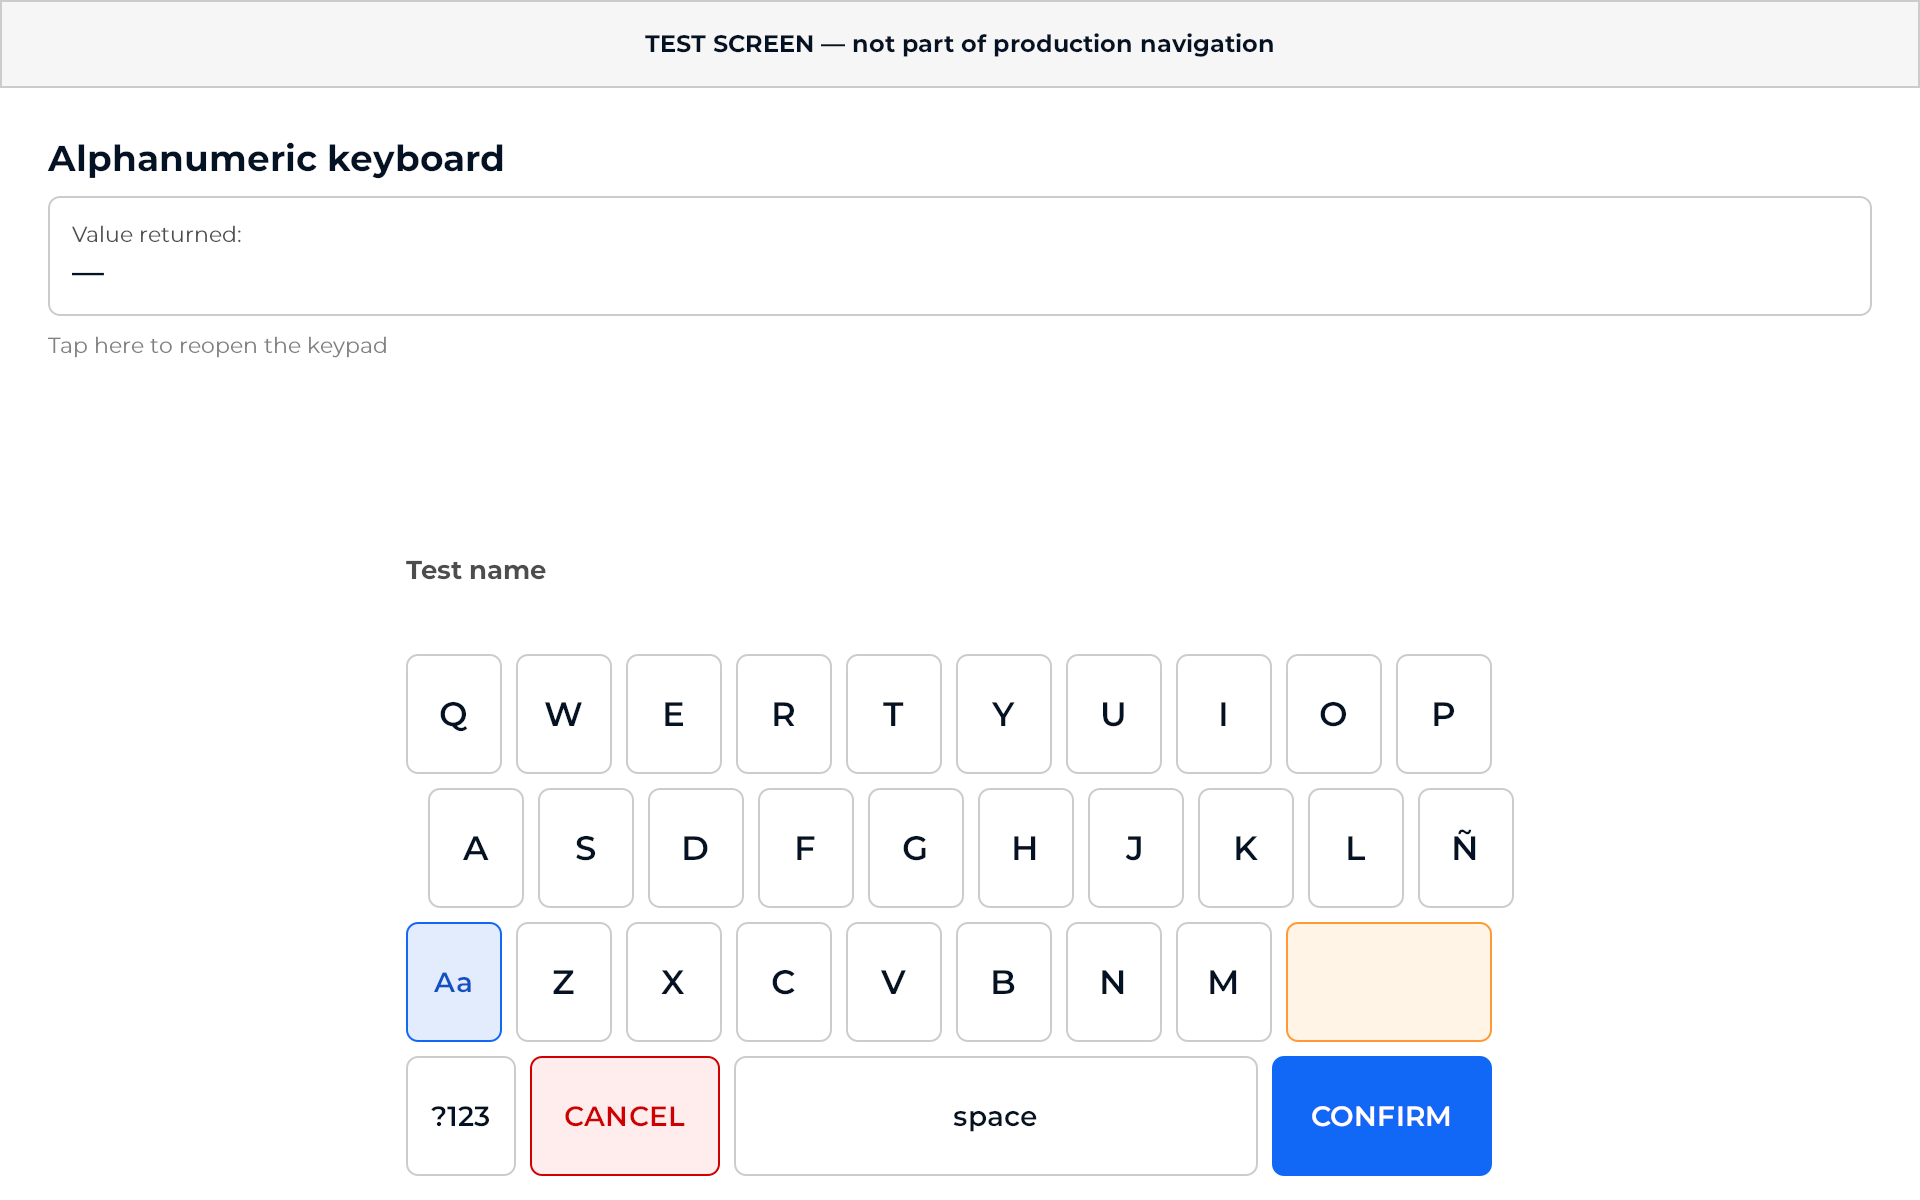 TEST SCREEN — not part of production navigation
Alphanumeric keyboard
Value returned:
—
Tap here to reopen the keypad
Test name
Q W E R T Y U I O P
A S D F G H J K L Ñ
Aa Z X C V B N M
?123 CANCEL space CONFIRM